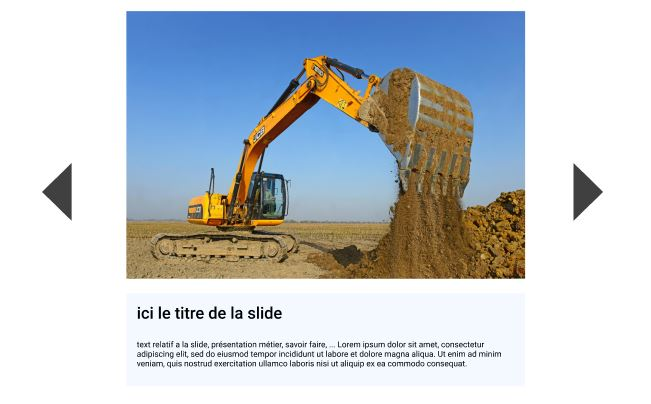 JCB
ici le titre de la slide
text relatif a la slide, présentation métier, savoir faire, ... Lorem ipsum dolor sit amet, consectetur
adipiscing elit, sed do eiusmod tempor incididunt ut labore et dolore magna aliqua. Ut enim ad minim
veniam, quis nostrud exercitation ullamco laboris nisi ut aliquip ex ea commodo consequat.